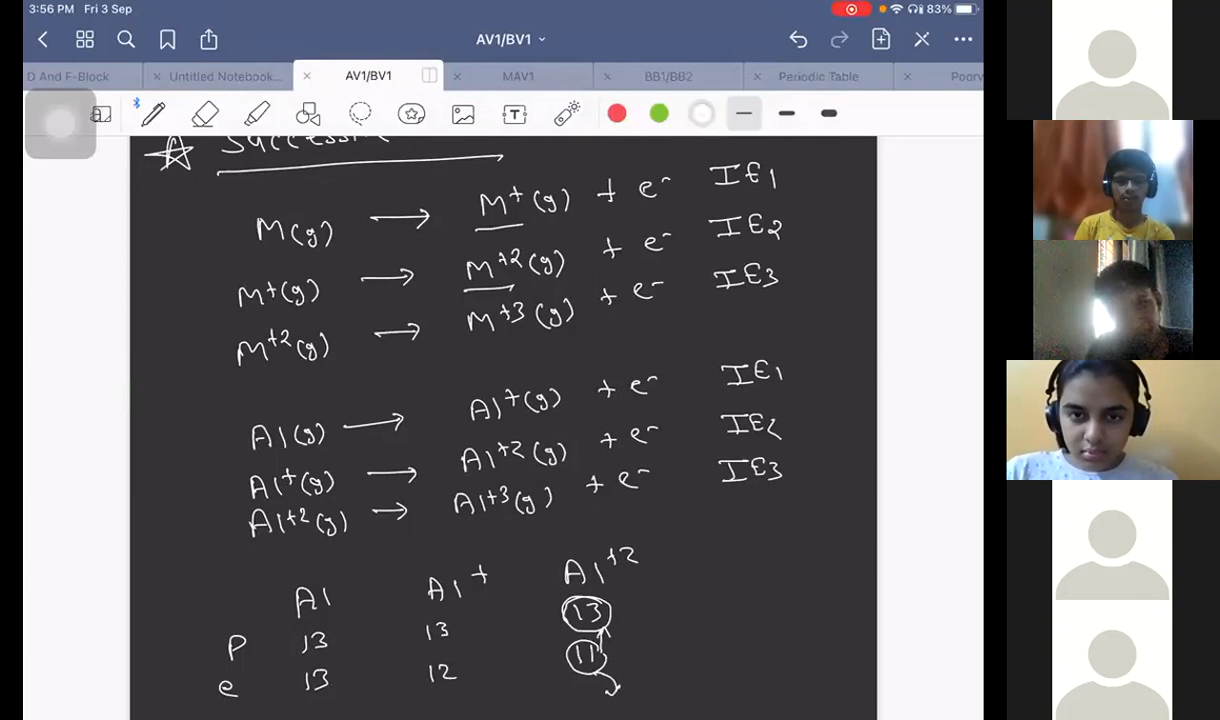 3:56 PM Fri 3 Sep
83%
AV1/BV1
D And F-Block
Untitled Notebook...
AV1/BV1
MAV1
BB1/BB2
Periodic Table
Poorv
M(g) → M+(g) + e- IE1
M+(g) → M+2(g) + e- IE2
M+2(g) → M+3(g) + e- IE3
Al(g) → Al+(g) + e- IE1
Al+(g) → Al+2(g) + e- IE2
Al+2(g) → Al+3(g) + e- IE3
Al Al+ Al+2
P 13 13 13
e 13 12 11